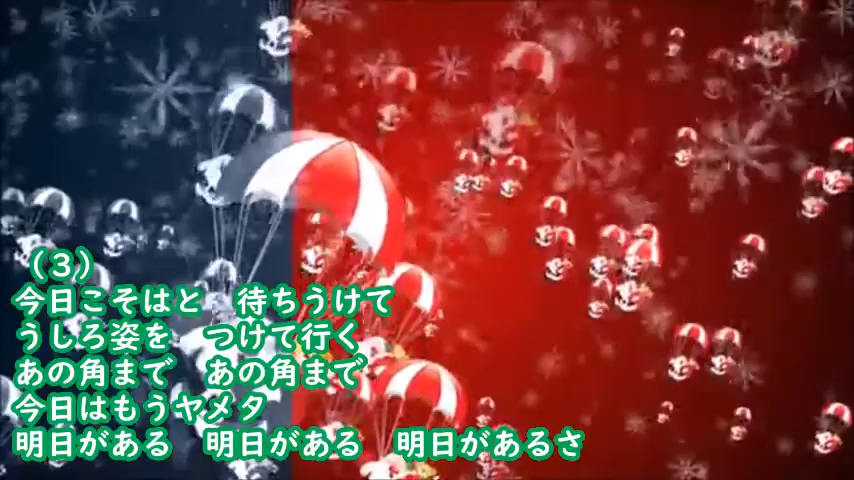 （３）
今日こそはと　待ちうけて
うしろ姿を　つけて行く
あの角まで　あの角まで
今日はもうヤメタ
明日がある　明日がある　明日があるさ